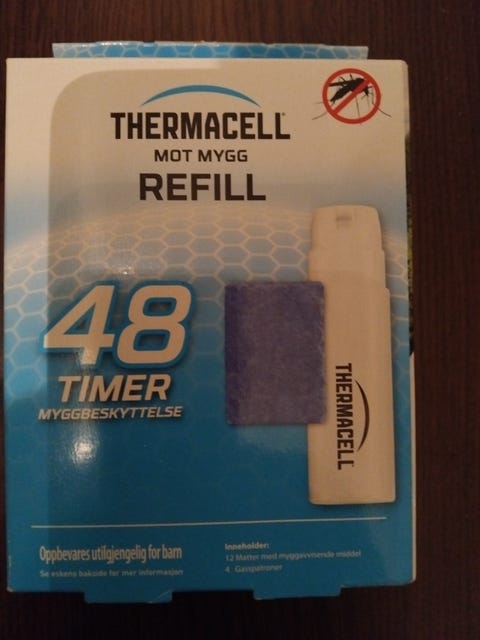 THERMACELL
MOT MYGG
REFILL
48
TIMER
MYGGBESKYTTELSE
THERMACELL
Oppbevares utilgjengelig for barn
Se eskens bakside for mer informasjon
Inneholder:
12 Matter med myggavvisende middel
4 Gasspatroner